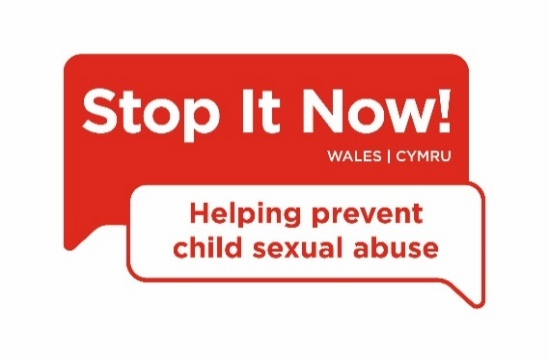 Stop It Now!
WALES | CYMRU
Helping prevent
child sexual abuse